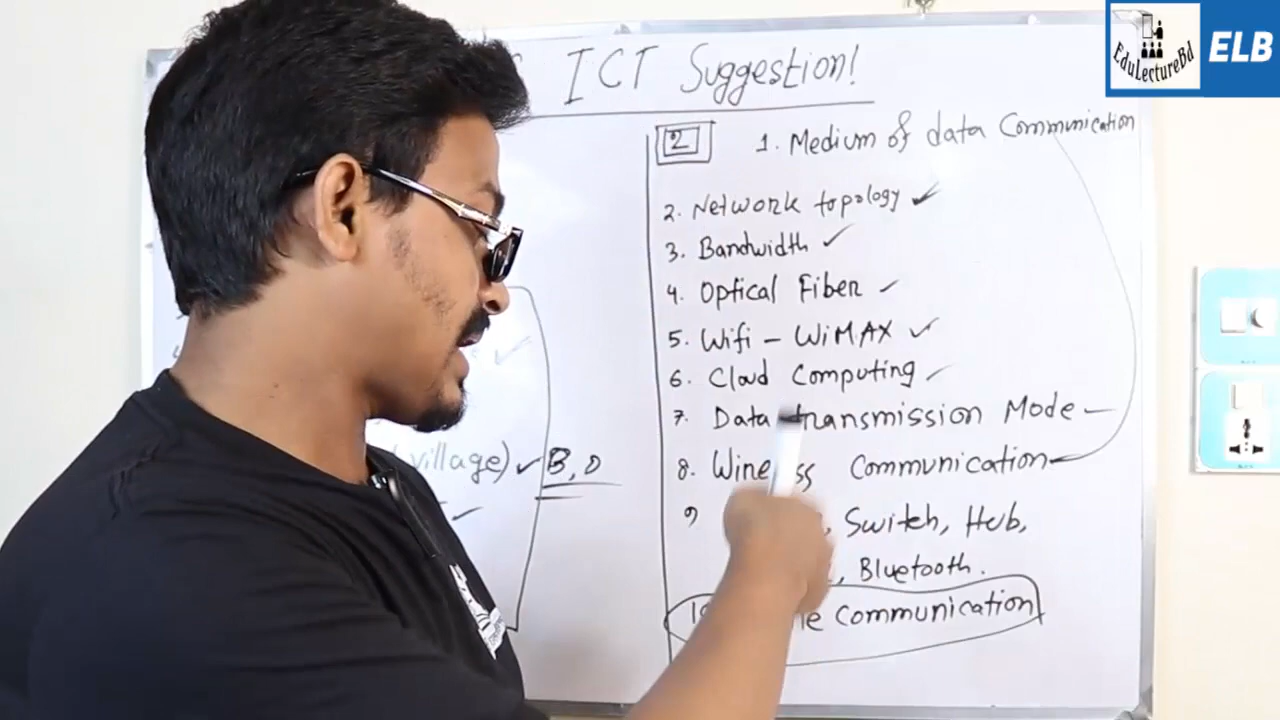 ICT Suggestion!
EduLectureBd
ELB
village) ✓ B, D
2
1. Medium of data Communication
2. Network topology ✓
3. Bandwidth ✓
4. Optical Fiber ✓
5. Wifi - WiMAX ✓
6. Cloud Computing ✓
7. Data transmission Mode
8. Communication
9 Switch, Hub,
, Bluetooth.
Communication